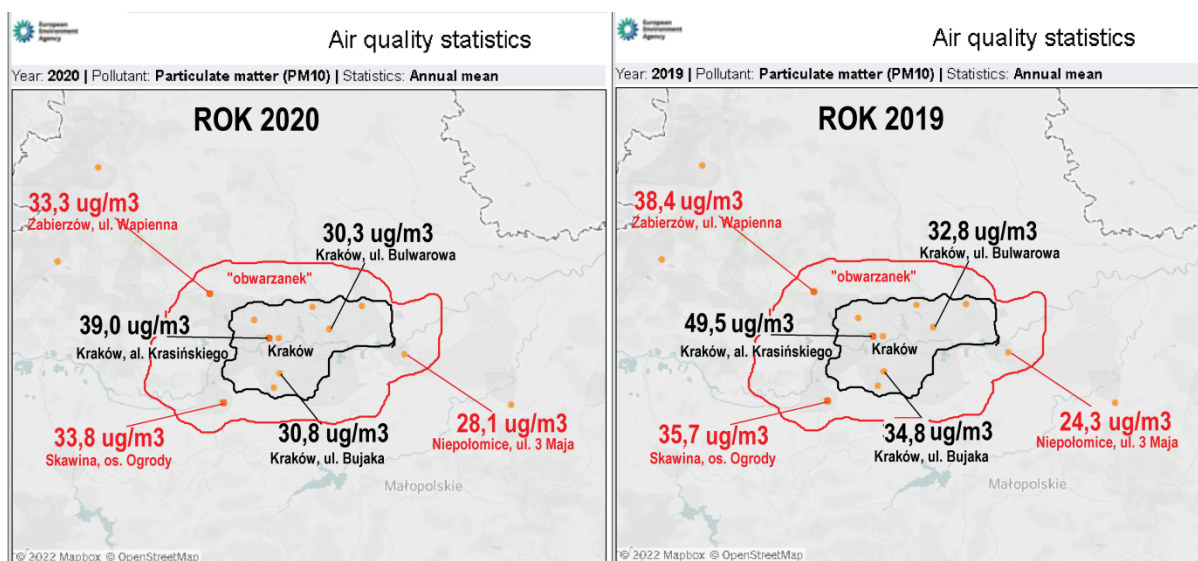 European
Environment
Agency
Air quality statistics
Year: 2020 | Pollutant: Particulate matter (PM10) | Statistics: Annual mean
ROK 2020
33,3 ug/m3
Zabierzów, ul. Wapienna
30,3 ug/m3
Kraków, ul. Bulwarowa
"obwarzanek"
39,0 ug/m3
Kraków, al. Krasińskiego
Kraków
33,8 ug/m3
Skawina, os. Ogrody
30,8 ug/m3
Kraków, ul. Bujaka
28,1 ug/m3
Niepołomice, ul. 3 Maja
Małopolskie
© 2022 Mapbox © OpenStreetMap
European
Environment
Agency
Air quality statistics
Year: 2019 | Pollutant: Particulate matter (PM10) | Statistics: Annual mean
ROK 2019
38,4 ug/m3
Zabierzów, ul. Wapienna
32,8 ug/m3
Kraków, ul. Bulwarowa
"obwarzanek"
49,5 ug/m3
Kraków, al. Krasińskiego
Kraków
35,7 ug/m3
Skawina, os. Ogrody
34,8 ug/m3
Kraków, ul. Bujaka
24,3 ug/m3
Niepołomice, ul. 3 Maja
Małopolskie
© 2022 Mapbox © OpenStreetMap